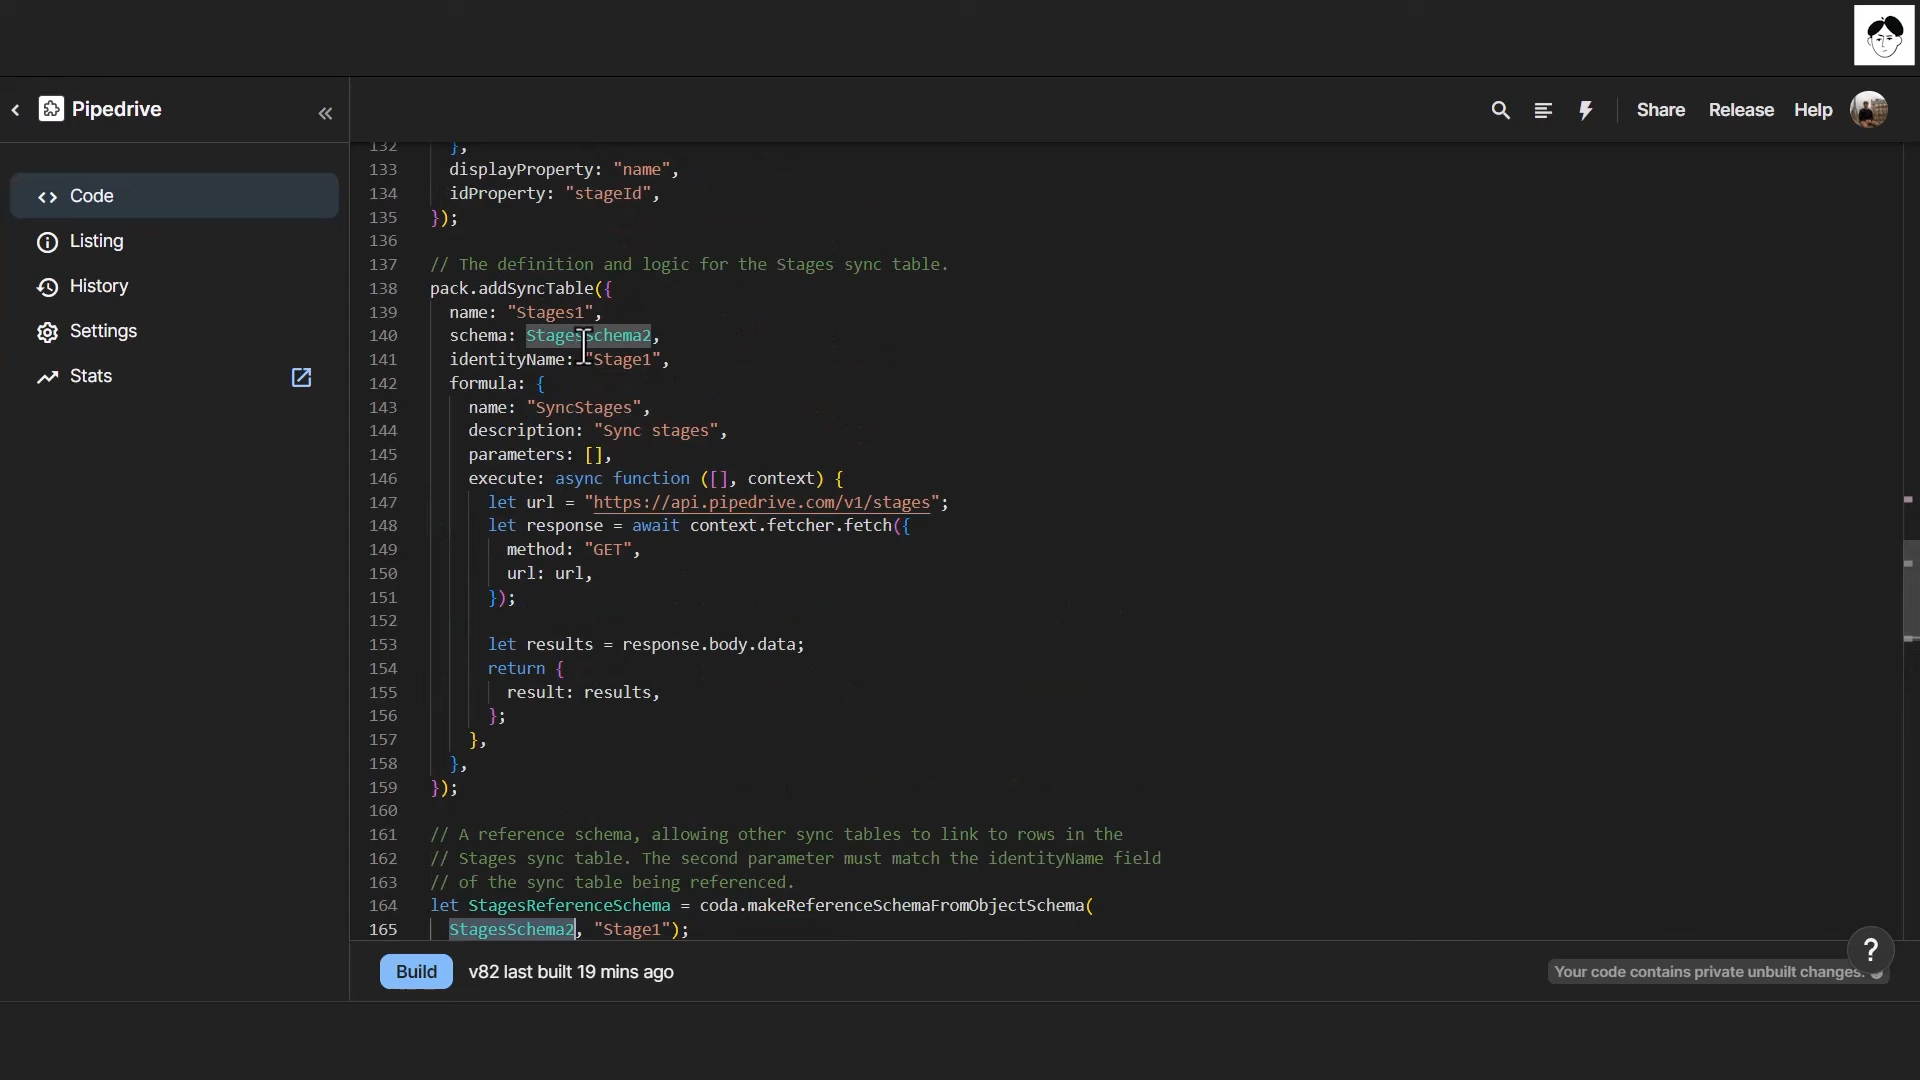 Pipedrive
Share Release Help
Code
Listing
History
Settings
Stats
132 },
133 displayProperty: "name",
134 idProperty: "stageId",
135 });
136
137 // The definition and logic for the Stages sync table.
138 pack.addSyncTable({
139 name: "Stages1",
140 schema: StagesSchema2,
141 identityName: "Stage1",
142 formula: {
143 name: "SyncStages",
144 description: "Sync stages",
145 parameters: [],
146 execute: async function ([], context) {
147 let url = "https://api.pipedrive.com/v1/stages";
148 let response = await context.fetcher.fetch({
149 method: "GET",
150 url: url,
151 });
152
153 let results = response.body.data;
154 return {
155 result: results,
156 };
157 },
158 },
159 });
160
161 // A reference schema, allowing other sync tables to link to rows in the
162 // Stages sync table. The second parameter must match the identityName field
163 // of the sync table being referenced.
164 let StagesReferenceSchema = coda.makeReferenceSchemaFromObjectSchema(
165 StagesSchema2, "Stage1");
Build v82 last built 19 mins ago
Your code contains private unbuilt changes.
?